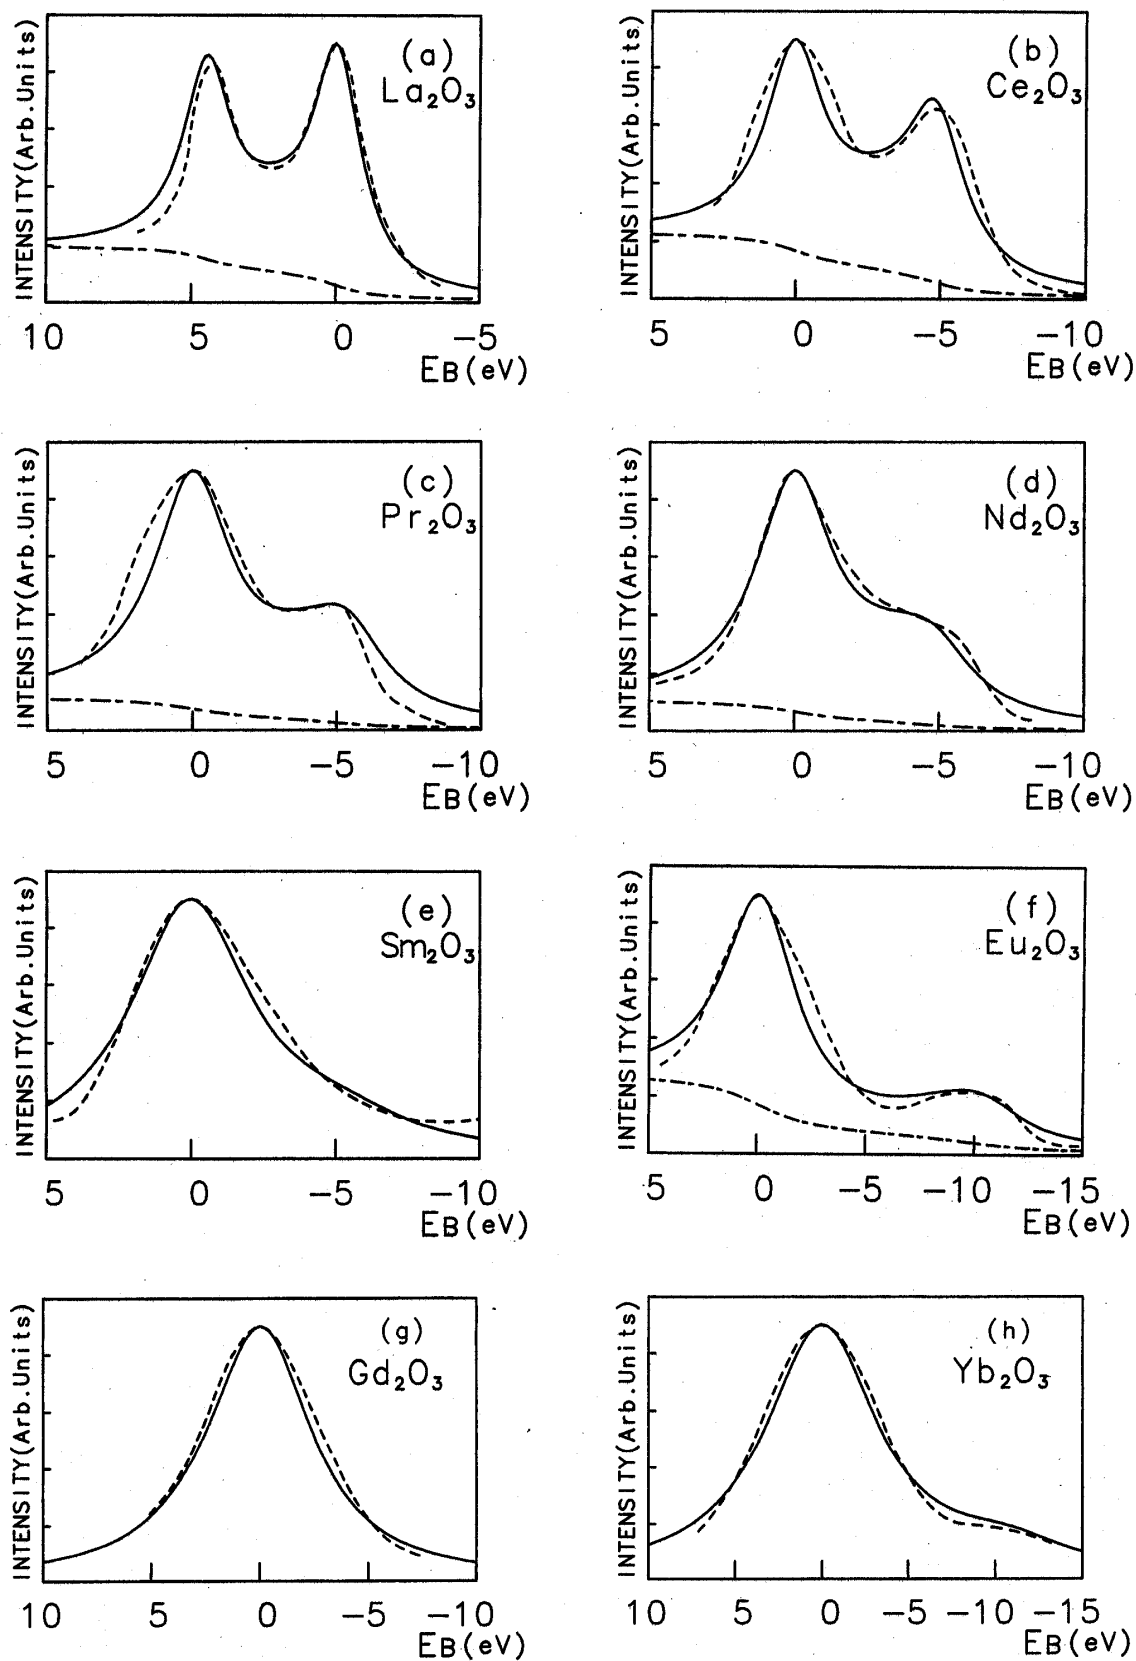 INTENSITY(Arb.Units)
(a)
La₂O₃
10 5 0 −5
EB(eV)
INTENSITY(Arb.Units)
(b)
Ce₂O₃
5 0 −5 −10
EB(eV)
INTENSITY(Arb.Units)
(c)
Pr₂O₃
5 0 −5 −10
EB(eV)
INTENSITY(Arb.Units)
(d)
Nd₂O₃
5 0 −5 −10
EB(eV)
INTENSITY(Arb.Units)
(e)
Sm₂O₃
5 0 −5 −10
EB(eV)
INTENSITY(Arb.Units)
(f)
Eu₂O₃
5 0 −5 −10 −15
EB(eV)
INTENSITY(Arb.Units)
(g)
Gd₂O₃
10 5 0 −5 −10
EB(eV)
INTENSITY(Arb.Units)
(h)
Yb₂O₃
10 5 0 −5 −10 −15
EB(eV)